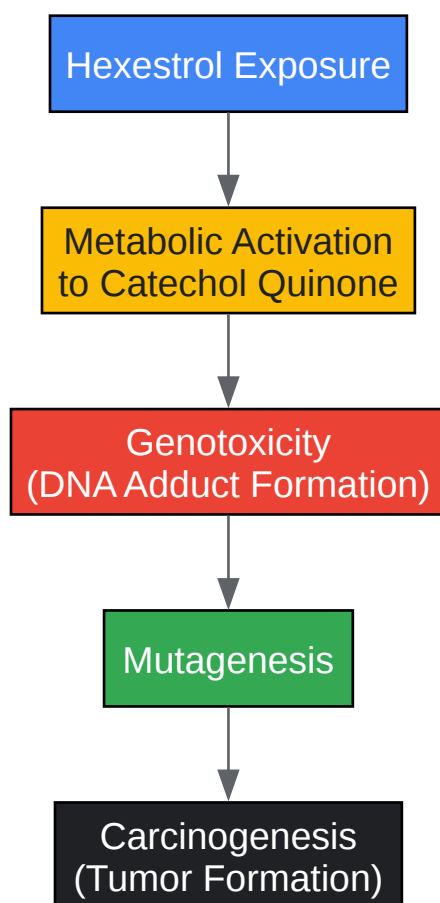 Hexestrol Exposure
Metabolic Activation
to Catechol Quinone
Genotoxicity
(DNA Adduct Formation)
Mutagenesis
Carcinogenesis
(Tumor Formation)